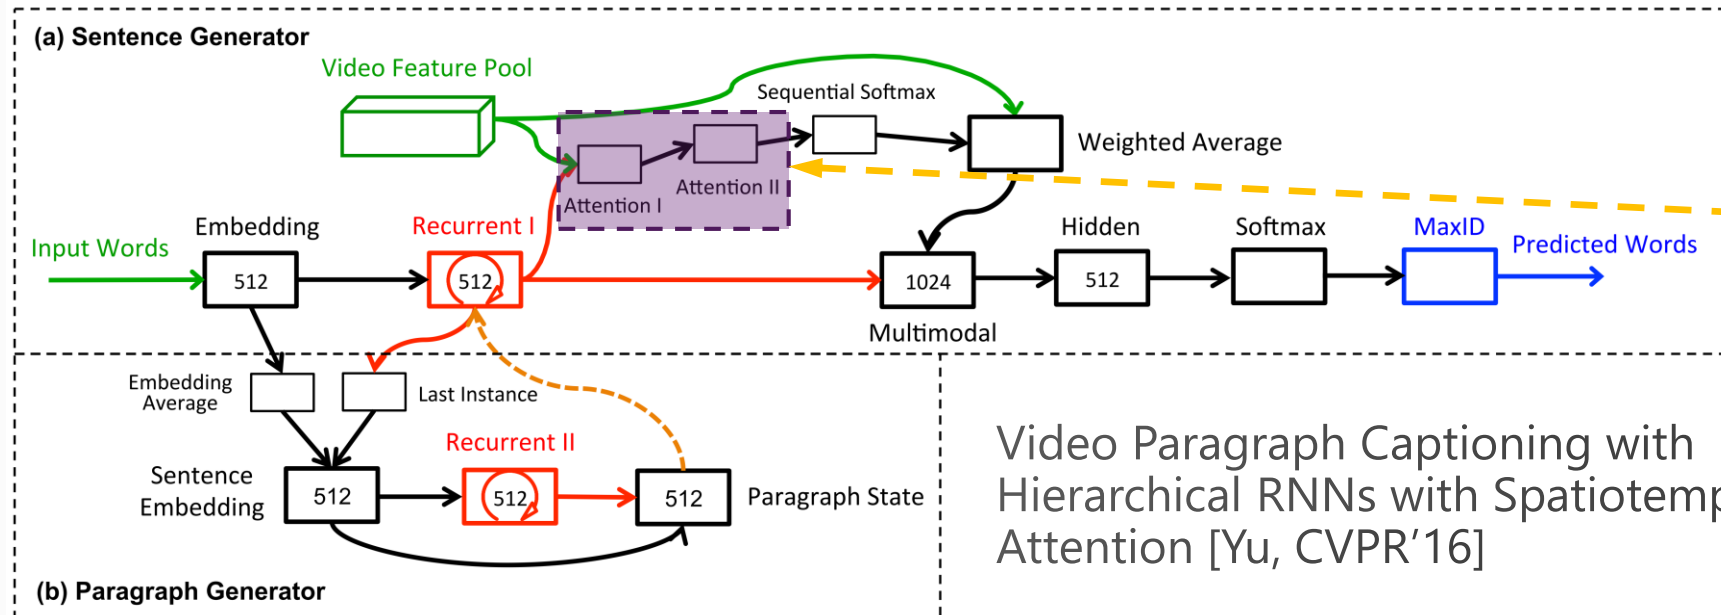 (a) Sentence Generator
Video Feature Pool
Sequential Softmax
Weighted Average
Attention II
Attention I
Embedding
Recurrent I
Hidden
Softmax
MaxID
Input Words
Predicted Words
512
512
1024
512
Multimodal
Embedding
Average
Last Instance
Recurrent II
Sentence
Embedding
512
512
512
Paragraph State
(b) Paragraph Generator
Video Paragraph Captioning with
Hierarchical RNNs with Spatiotemp
Attention [Yu, CVPR’16]